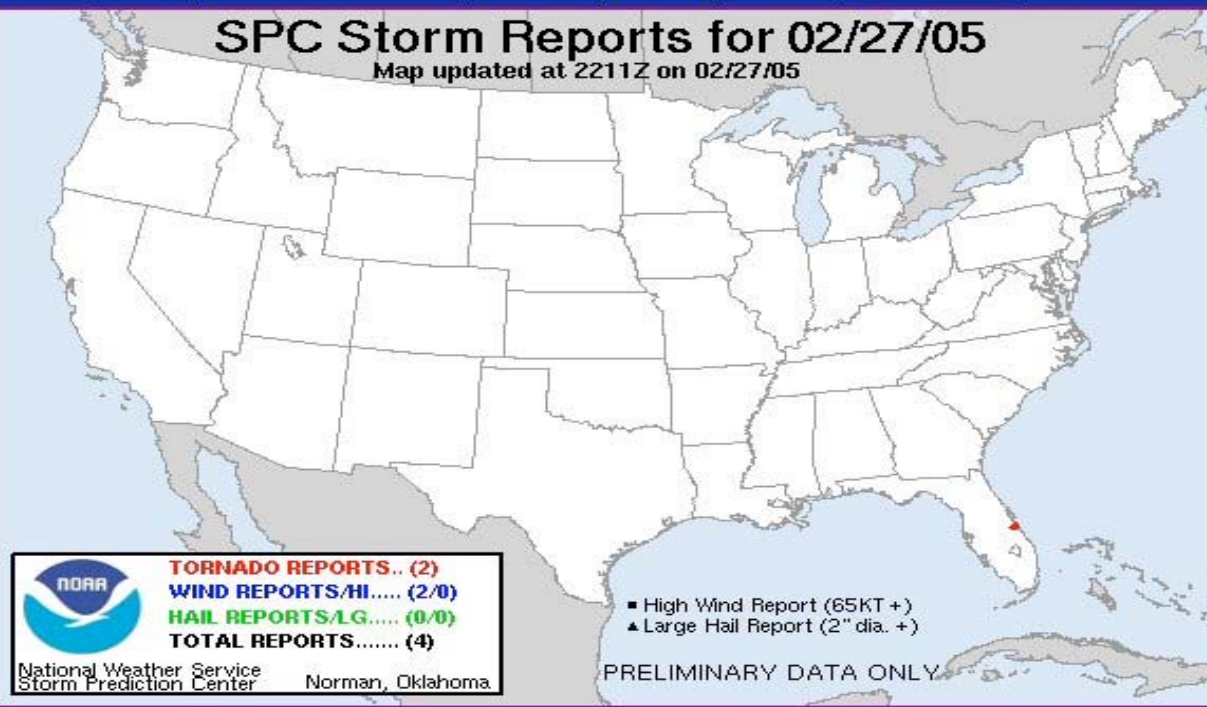 SPC Storm Reports for 02/27/05
Map updated at 2211Z on 02/27/05
NOAA
TORNADO REPORTS.. (2)
WIND REPORTS/HI..... (2/0)
HAIL REPORTS/LG..... (0/0)
TOTAL REPORTS....... (4)
National Weather Service
Storm Prediction Center
Norman, Oklahoma
▪ High Wind Report (65KT +)
▲ Large Hail Report (2" dia. +)
PRELIMINARY DATA ONLY